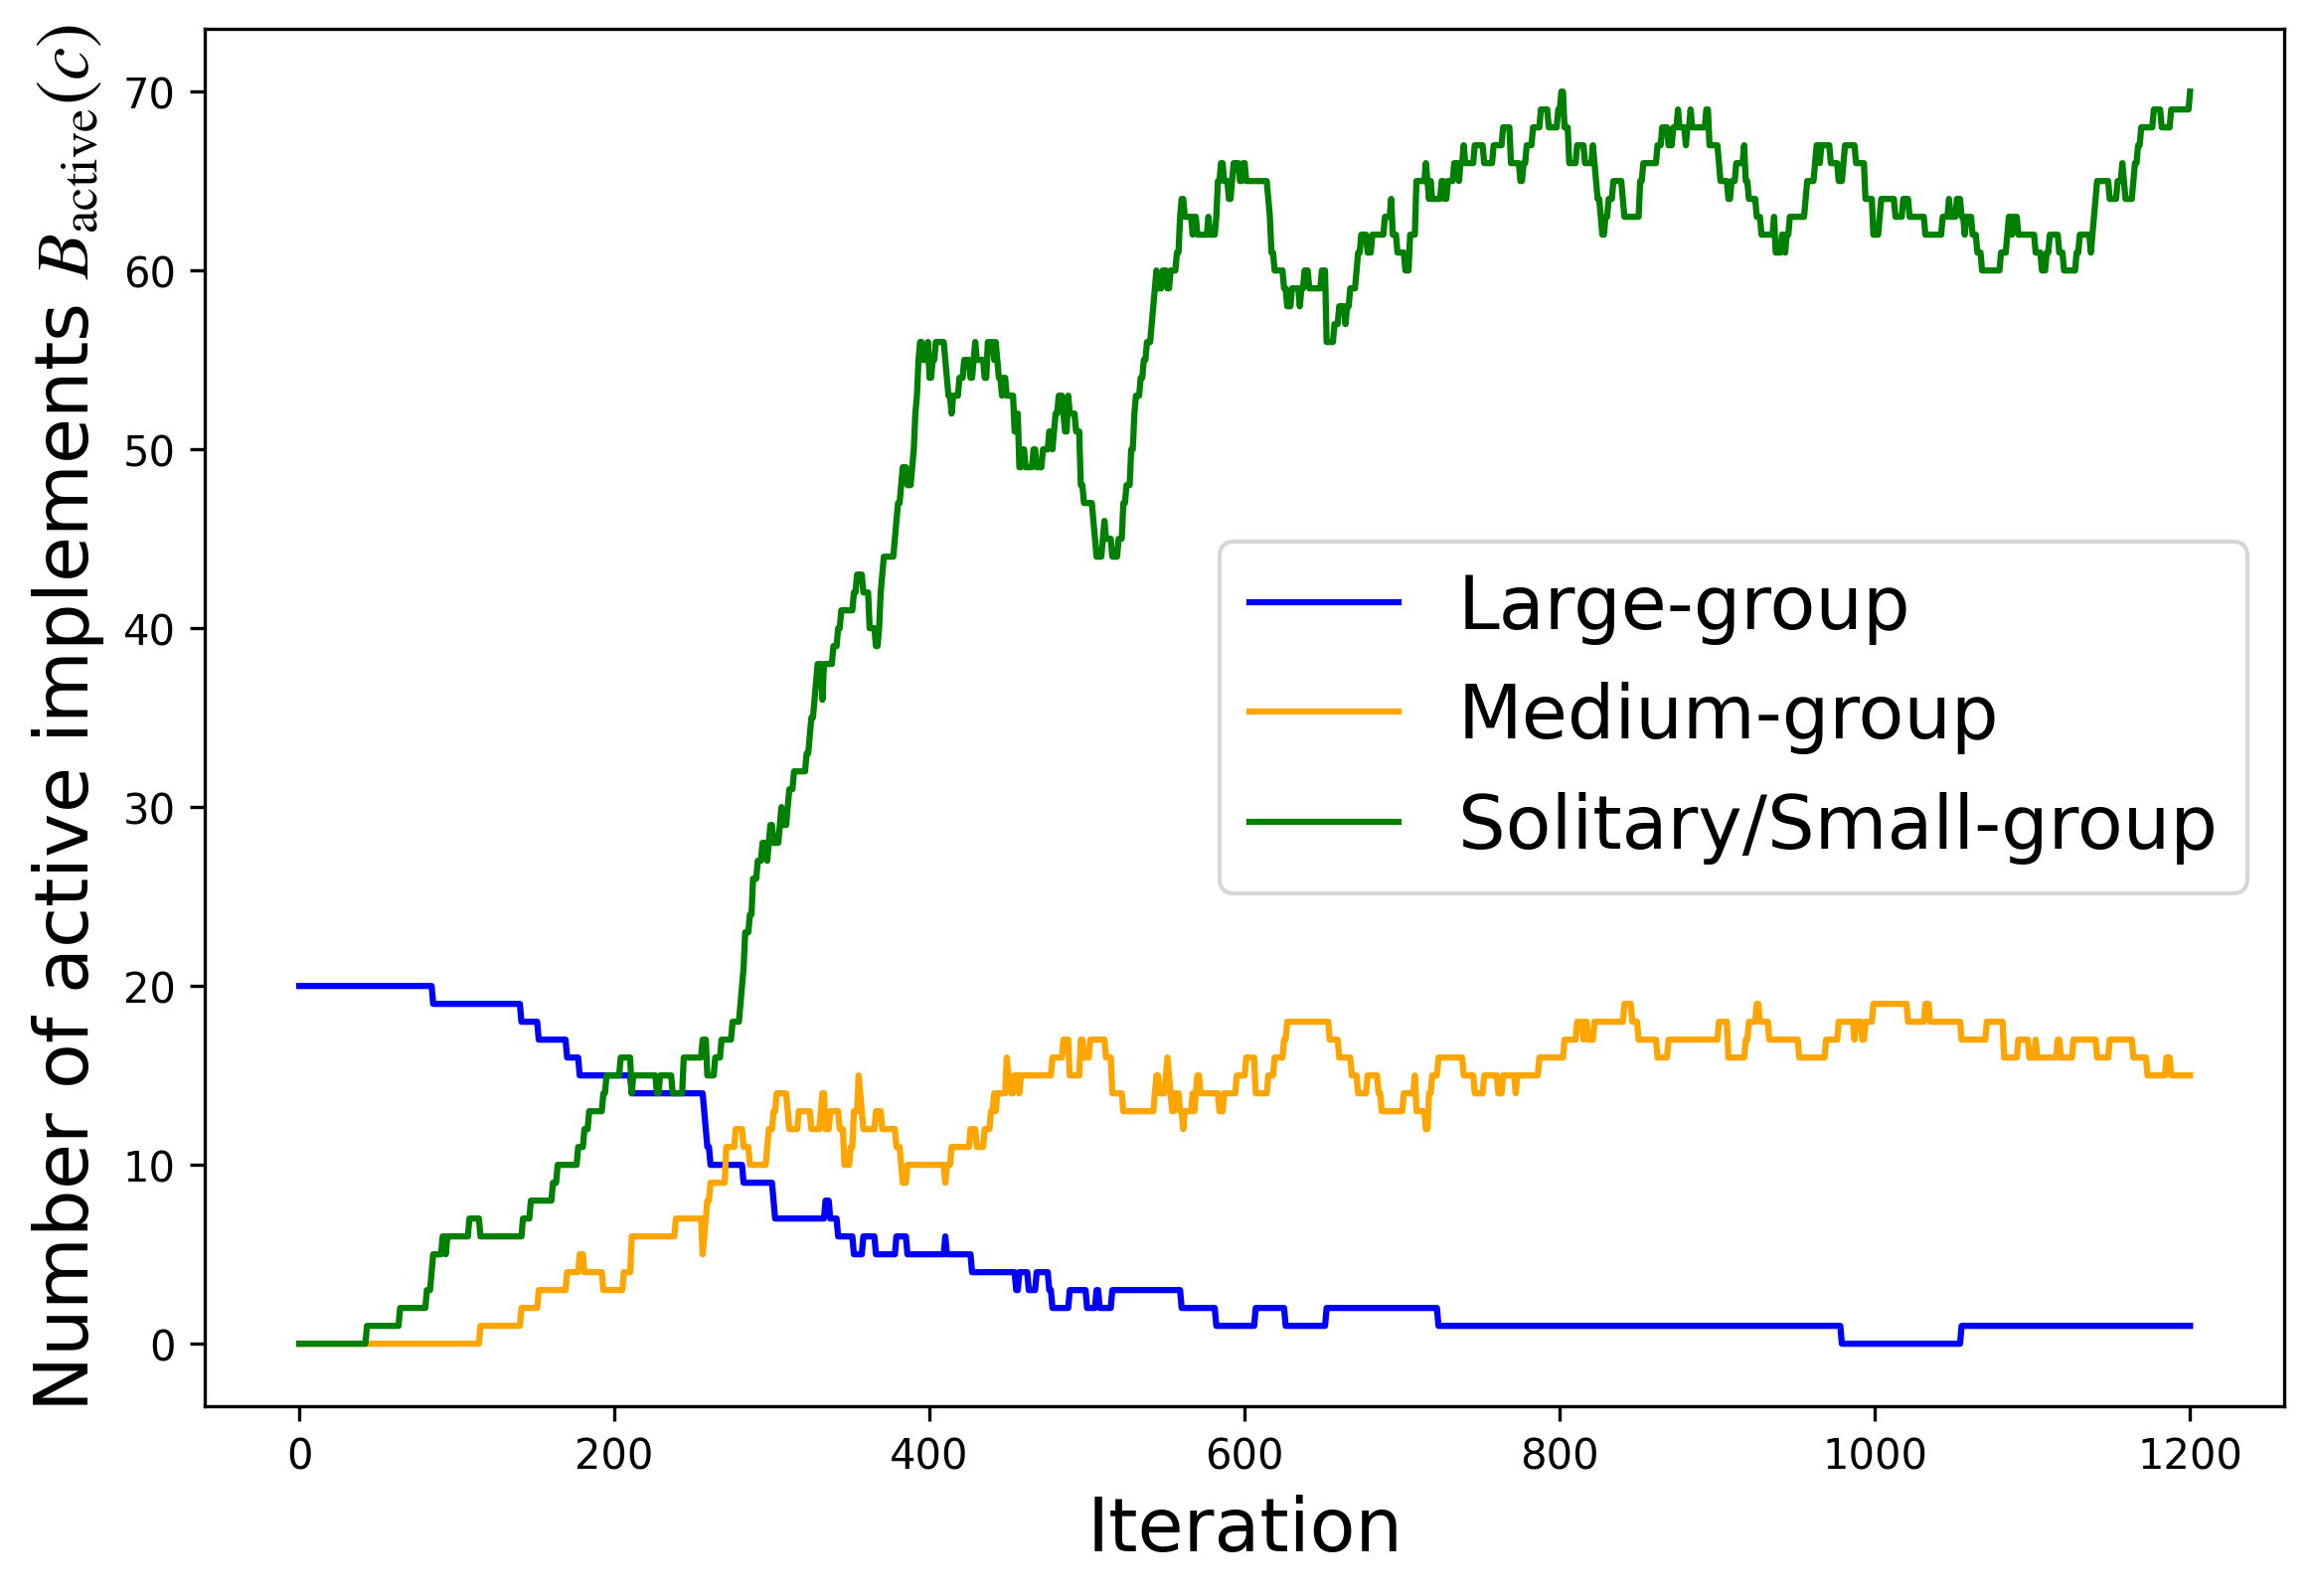 Number of active implements B_active(c)
70
60
50
40
30
20
10
0
Large-group
Medium-group
Solitary/Small-group
0 200 400 600 800 1000 1200
Iteration